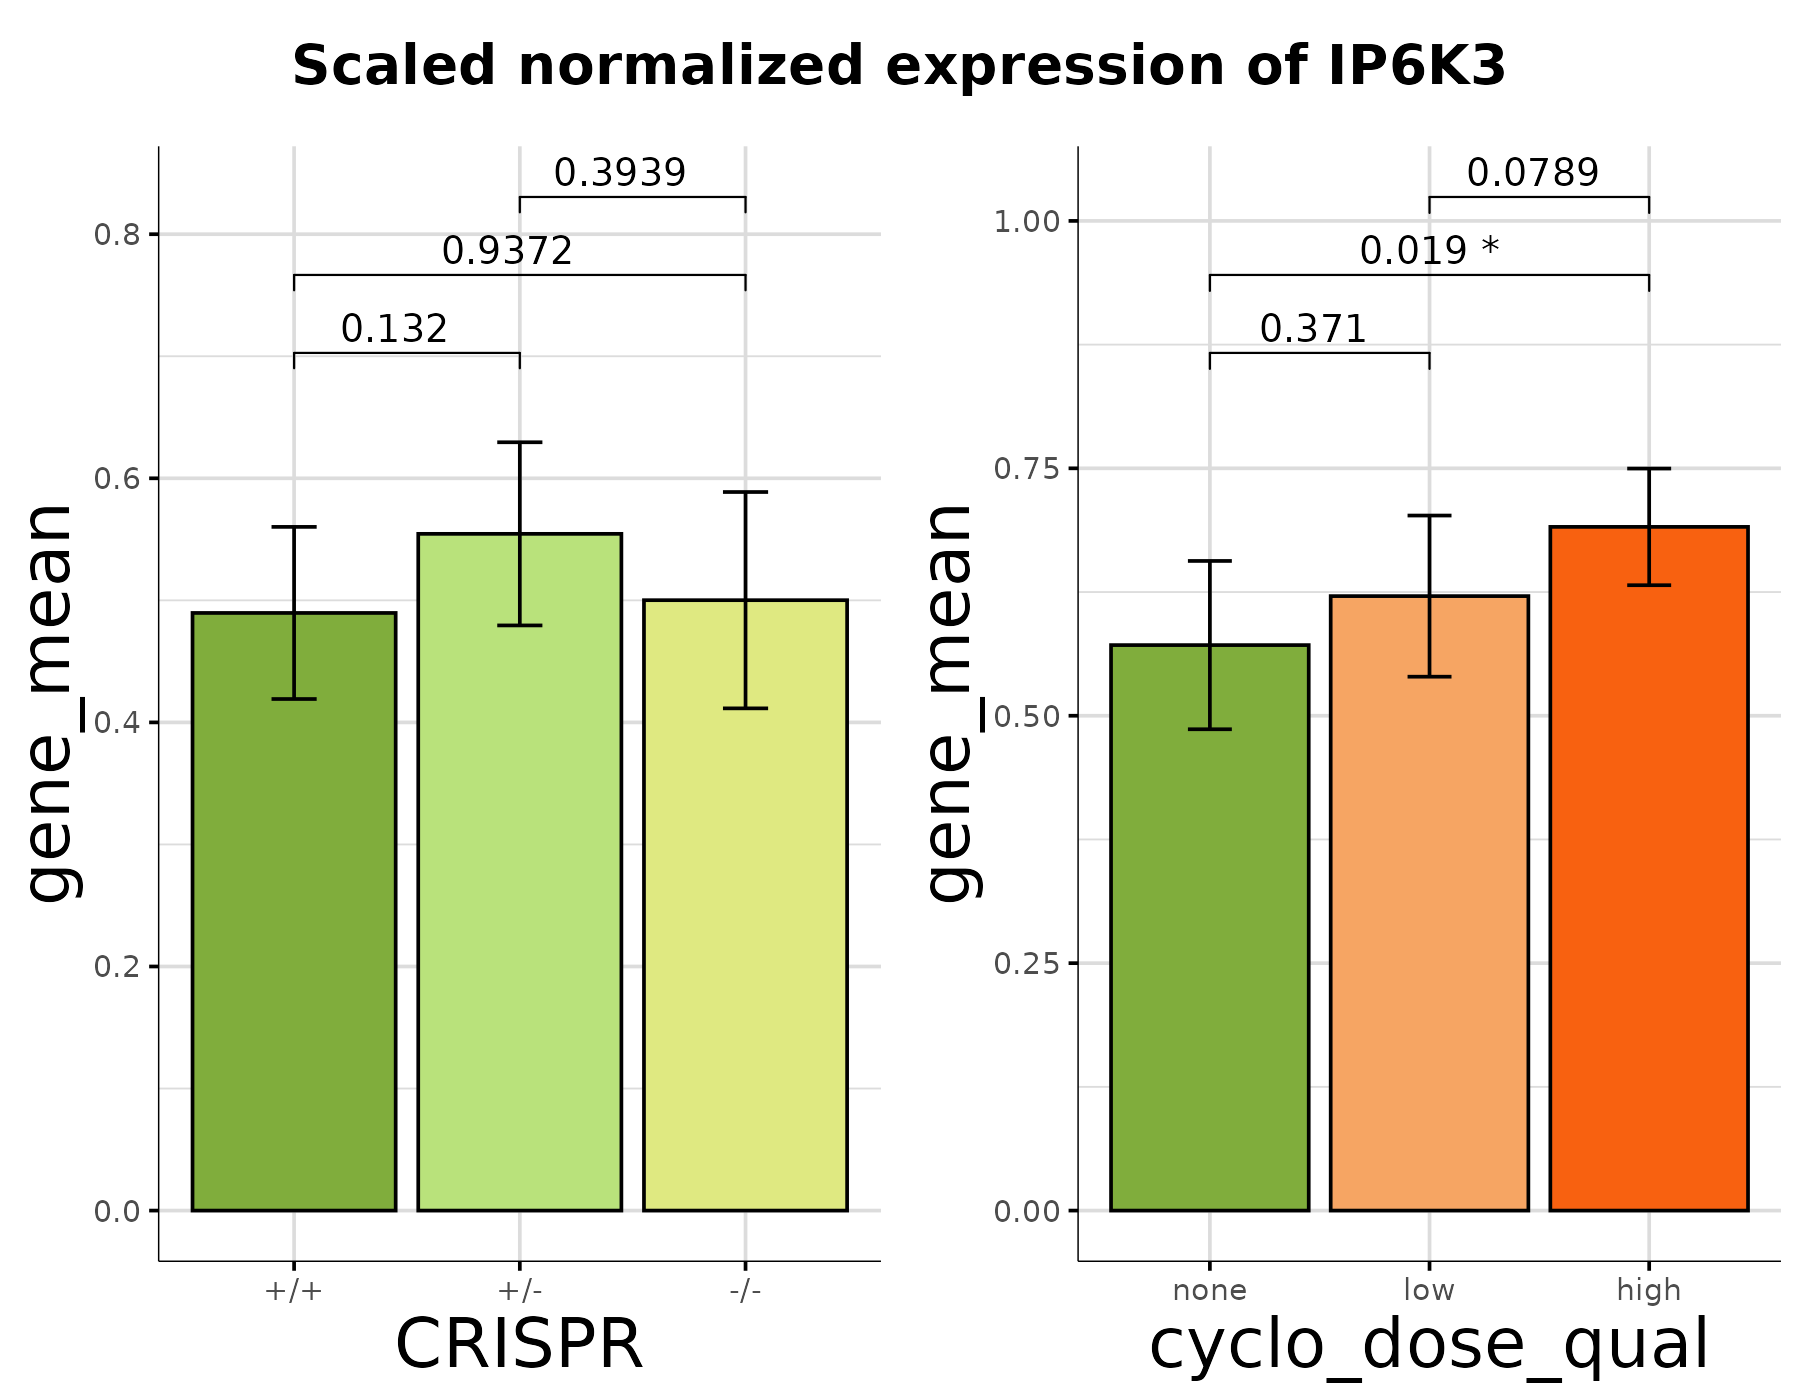 Scaled normalized expression of IP6K3
gene_mean
0.8
0.6
0.4
0.2
0.0
0.3939
0.9372
0.132
+/+
+/-
-/-
CRISPR
gene_mean
1.00
0.75
0.50
0.25
0.00
0.0789
0.019 *
0.371
none
low
high
cyclo_dose_qual